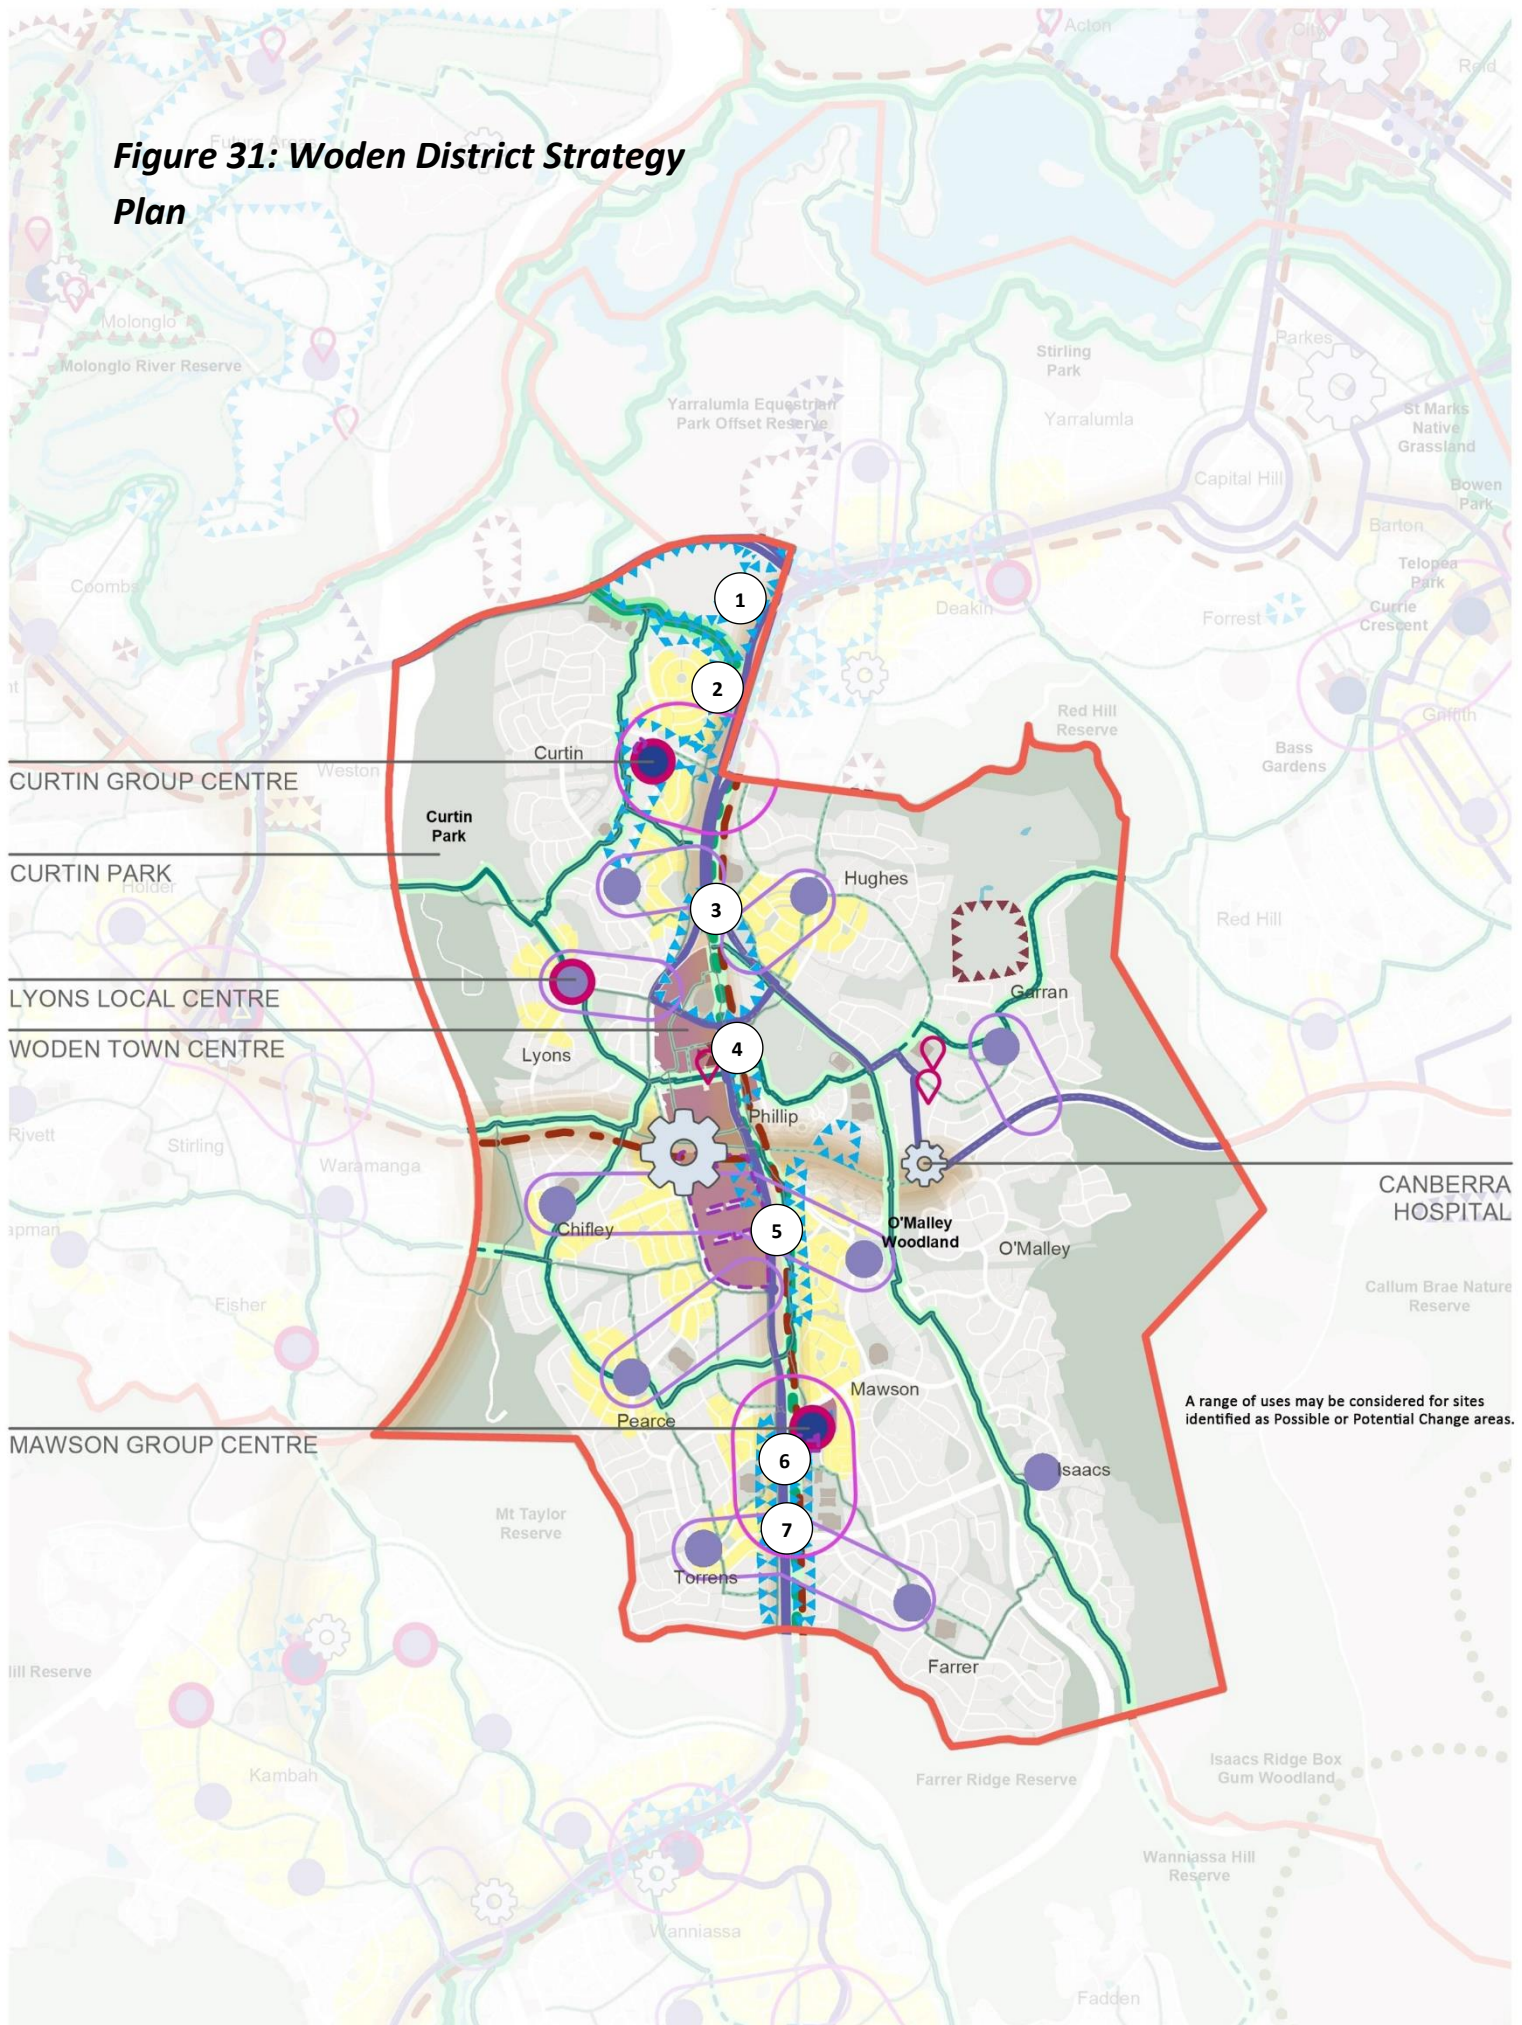 Acton
City
Reid
Future Areas
Figure 31: Woden District Strategy
Plan
Molonglo
Molonglo River Reserve
Stirling
Park
Parkes
Yarralumla Equestrian
Park Offset Reserve
Yarralumla
St Marks
Native
Grassland
Capital Hill
Bowen
Park
Barton
Telopea
Park
Coombs
Deakin
Forrest
Currie
Crescent
1
2
Red Hill
Reserve
Griffith
Curtin
Bass
Gardens
Weston
CURTIN GROUP CENTRE
Curtin
Park
CURTIN PARK
Holder
Hughes
3
Red Hill
LYONS LOCAL CENTRE
Garran
WODEN TOWN CENTRE
Lyons
4
Phillip
Rivett
Stirling
Waramanga
CANBERRA
HOSPITAL
Chifley
5
O'Malley
Woodland
O'Malley
Fisher
Callum Brae Nature
Reserve
Mawson
A range of uses may be considered for sites
identified as Possible or Potential Change areas.
Pearce
MAWSON GROUP CENTRE
6
Isaacs
Mt Taylor
Reserve
7
Torrens
Farrer
Kambah
Farrer Ridge Reserve
Isaacs Ridge Box
Gum Woodland
Wanniassa Hill
Reserve
Wanniassa
Fadden